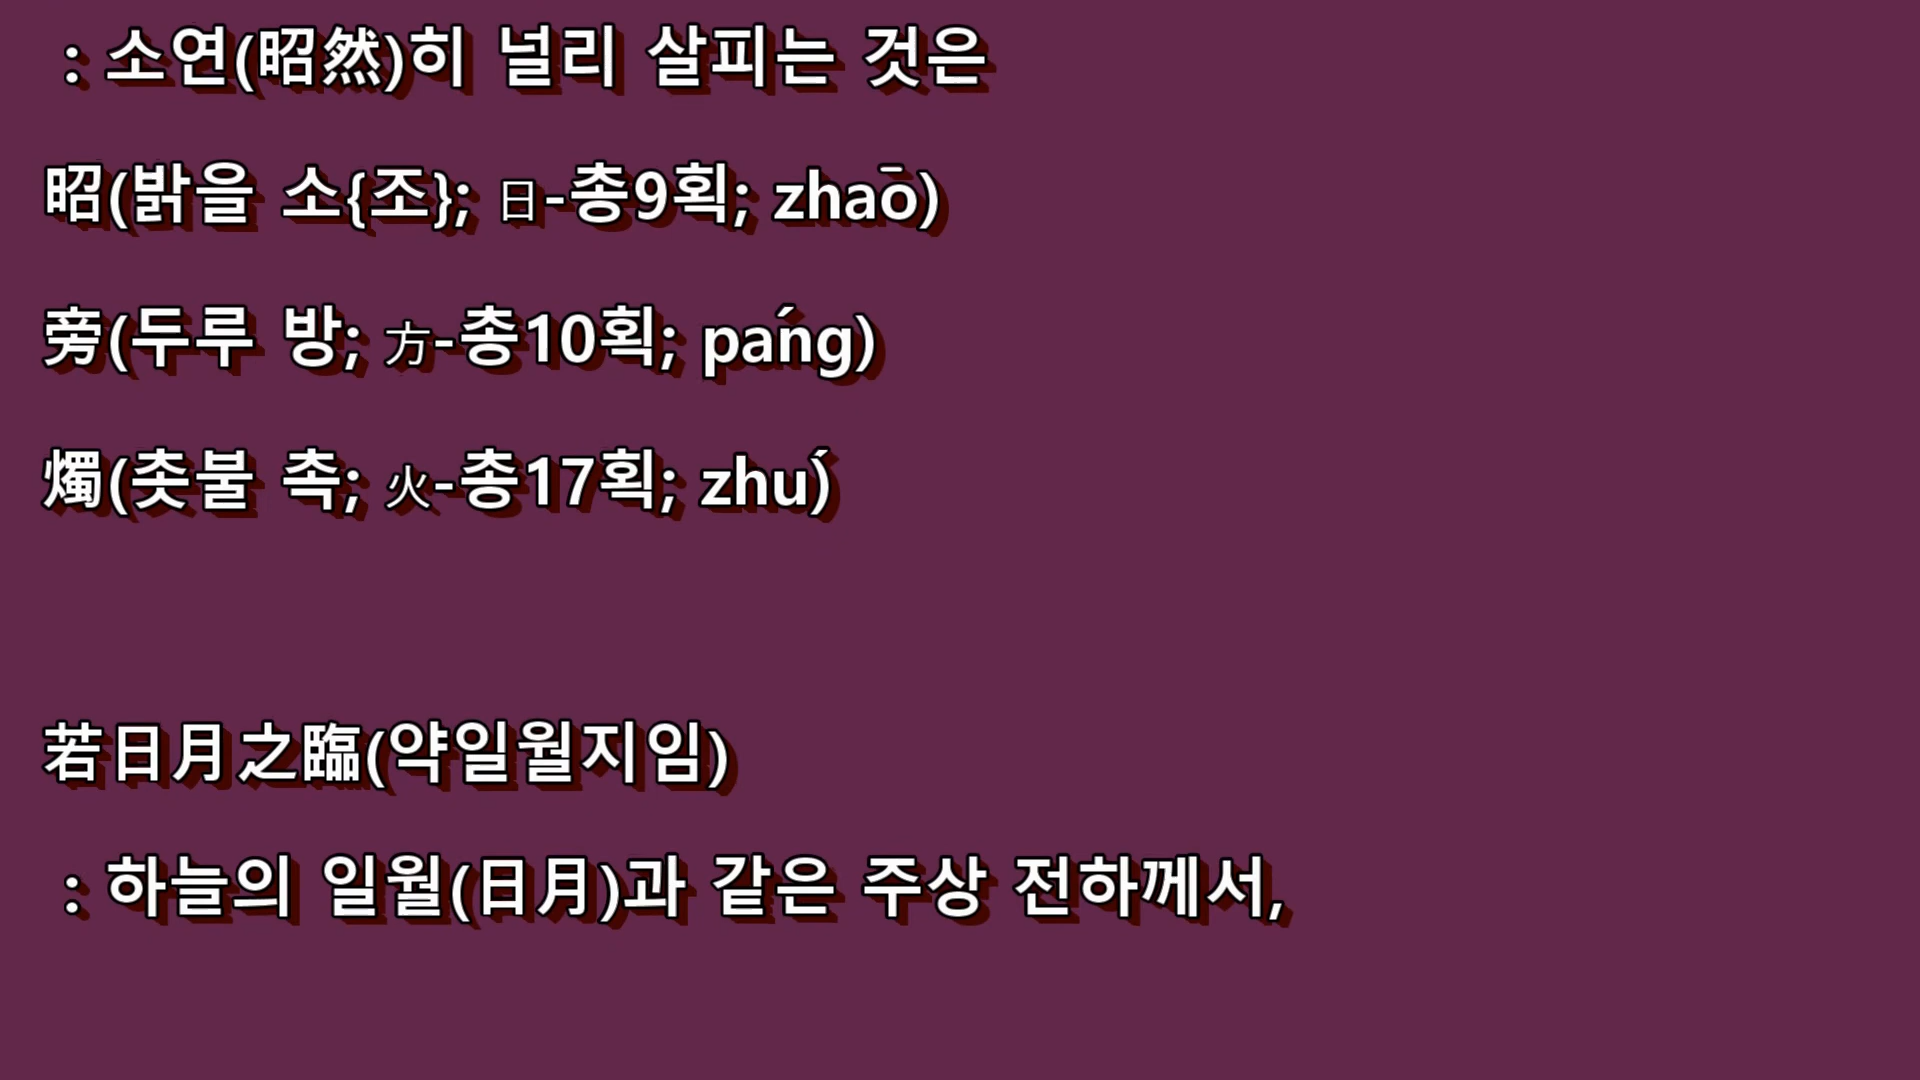 : 소연(昭然)히 널리 살피는 것은
昭(밝을 소{조}; 日-총9획; zhaō)
旁(두루 방; 方-총10획; pańg)
燭(촛불 촉; 火-총17획; zhu)́
若日月之臨(약일월지임)
: 하늘의 일월(日月)과 같은 주상 전하께서,